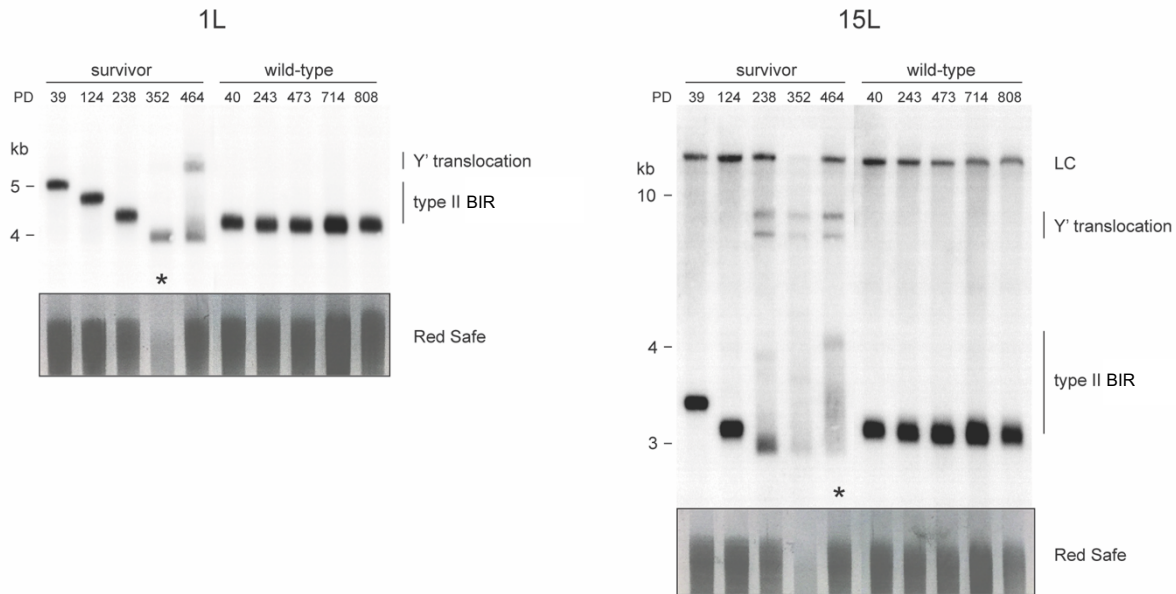 1L
survivor wild-type
PD 39 124 238 352 464 40 243 473 714 808
kb
Y' translocation
5
type II BIR
4
*
Red Safe
15L
survivor wild-type
PD 39 124 238 352 464 40 243 473 714 808
LC
kb
10
Y' translocation
4
type II BIR
3
*
Red Safe